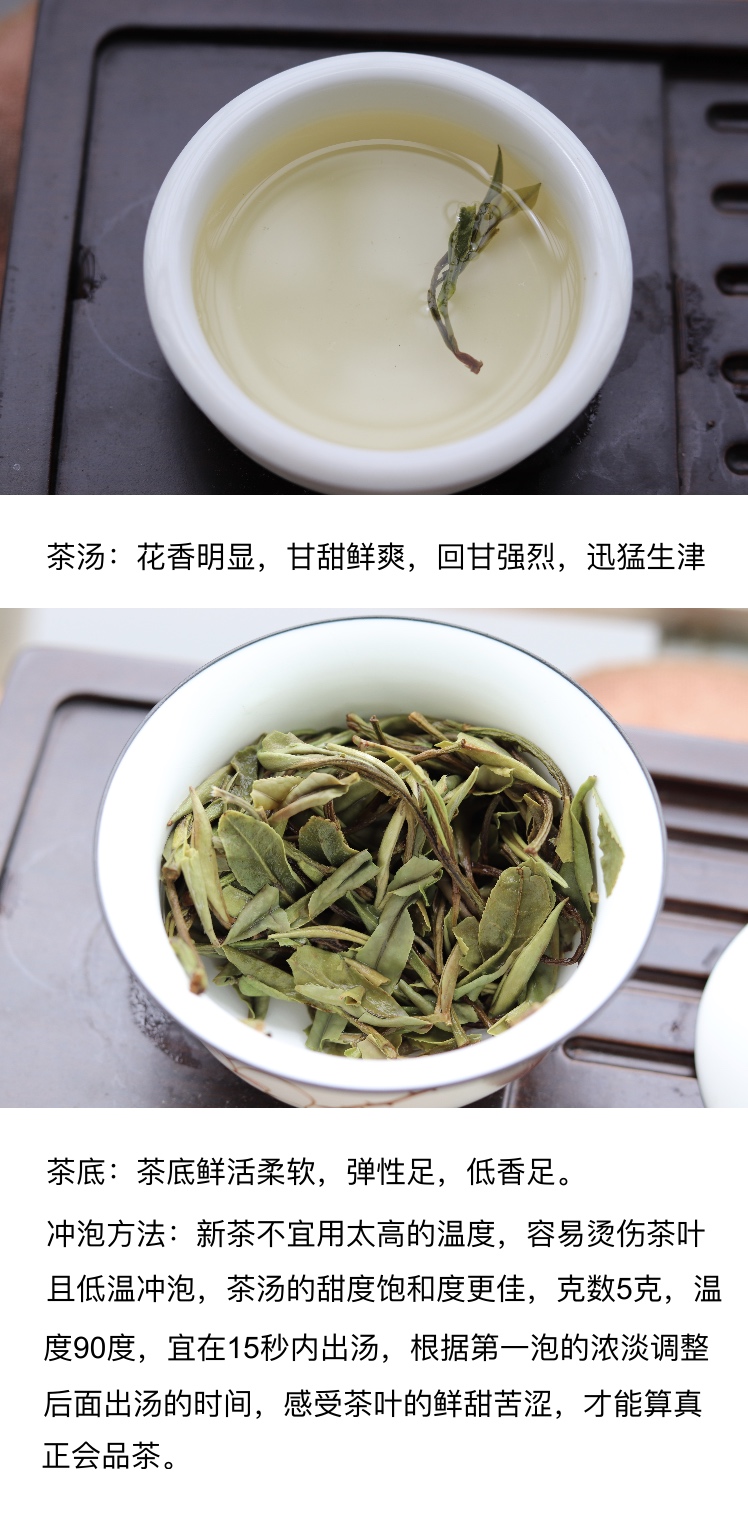 茶汤：花香明显，甘甜鲜爽，回甘强烈，迅猛生津
茶底：茶底鲜活柔软，弹性足，低香足。
冲泡方法：新茶不宜用太高的温度，容易烫伤茶叶
且低温冲泡，茶汤的甜度饱和度更佳，克数5克，温
度90度，宜在15秒内出汤，根据第一泡的浓淡调整
后面出汤的时间，感受茶叶的鲜甜苦涩，才能算真
正会品茶。